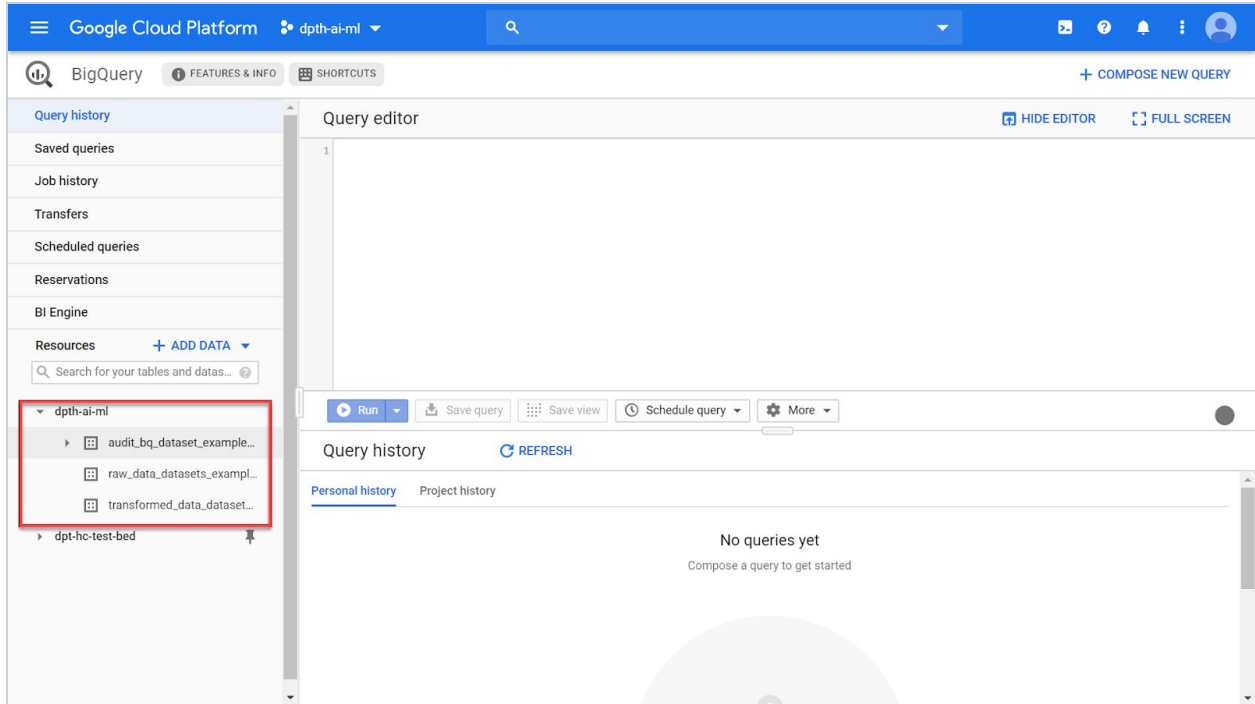 Google Cloud Platform dpth-ai-ml
BigQuery FEATURES & INFO SHORTCUTS + COMPOSE NEW QUERY
Query history
Saved queries
Job history
Transfers
Scheduled queries
Reservations
BI Engine
Resources + ADD DATA
Search for your tables and datas...
dpth-ai-ml
audit_bq_dataset_example...
raw_data_datasets_exampl...
transformed_data_dataset...
dpt-hc-test-bed
Query editor HIDE EDITOR FULL SCREEN
1
Run Save query Save view Schedule query More
Query history REFRESH
Personal history Project history
No queries yet
Compose a query to get started